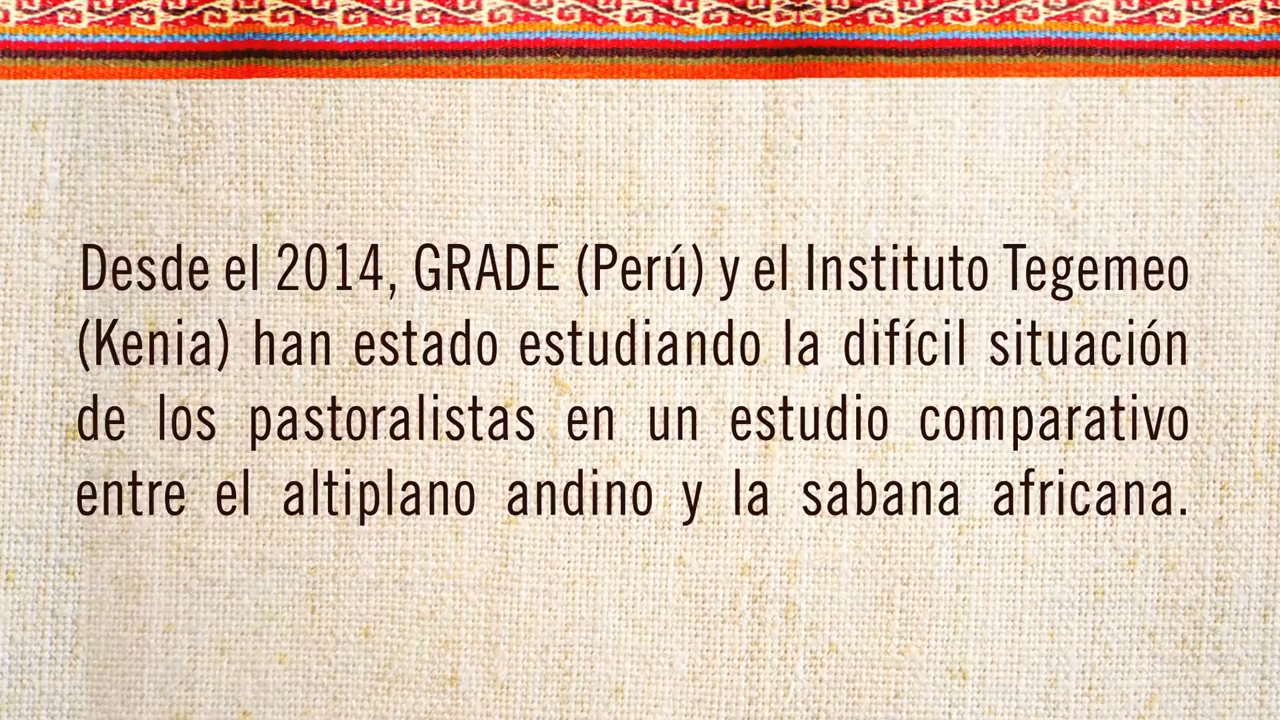 Desde el 2014, GRADE (Perú) y el Instituto Tegemeo
(Kenia) han estado estudiando la difícil situación
de los pastoralistas en un estudio comparativo
entre el altiplano andino y la sabana africana.